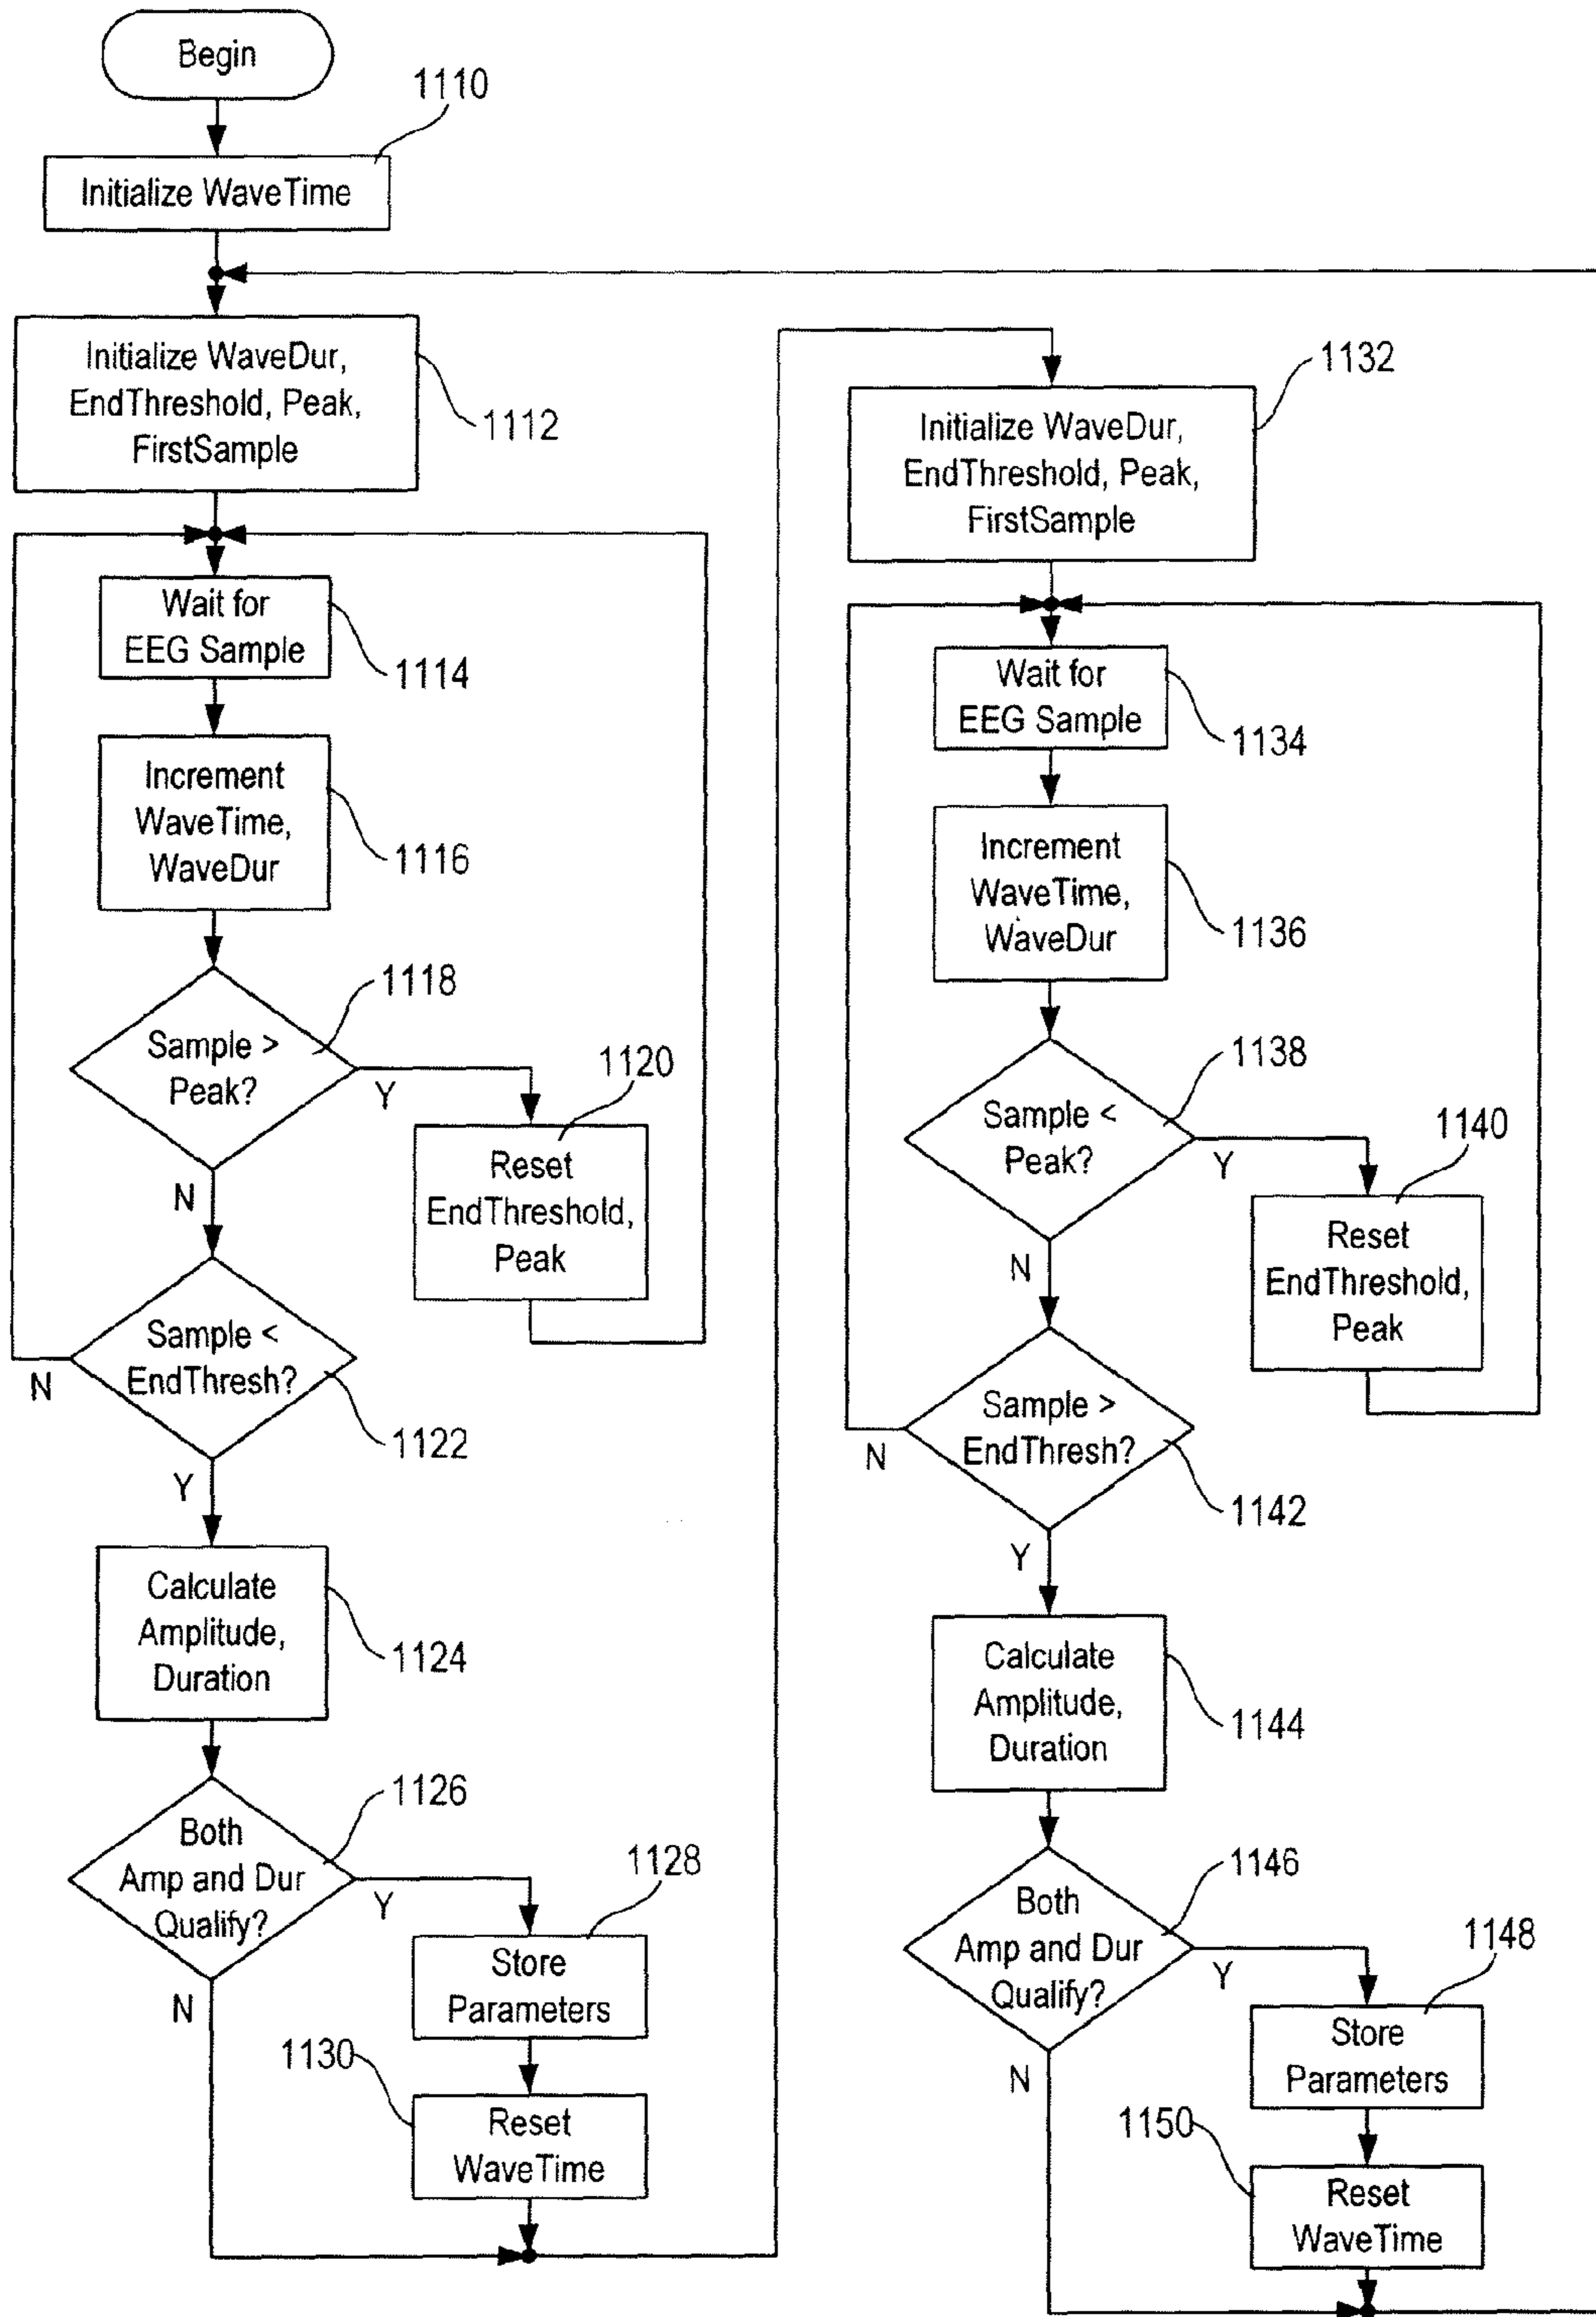 Begin
1110
Initialize WaveTime
Initialize WaveDur,
EndThreshold, Peak,
FirstSample
1112
Wait for
EEG Sample
1114
Increment
WaveTime,
WaveDur
1116
1118
Sample >
Peak?
Y
N
1120
Reset
EndThreshold,
Peak
Sample <
EndThresh?
N
1122
Y
Calculate
Amplitude,
Duration
1124
1126
Both
Amp and Dur
Qualify?
Y
N
1128
Store
Parameters
1130
Reset
WaveTime
1132
Initialize WaveDur,
EndThreshold, Peak,
FirstSample
Wait for
EEG Sample
1134
Increment
WaveTime,
WaveDur
1136
1138
Sample <
Peak?
Y
N
1140
Reset
EndThreshold,
Peak
Sample >
EndThresh?
N
1142
Y
Calculate
Amplitude,
Duration
1144
1146
Both
Amp and Dur
Qualify?
Y
N
1148
Store
Parameters
1150
Reset
WaveTime